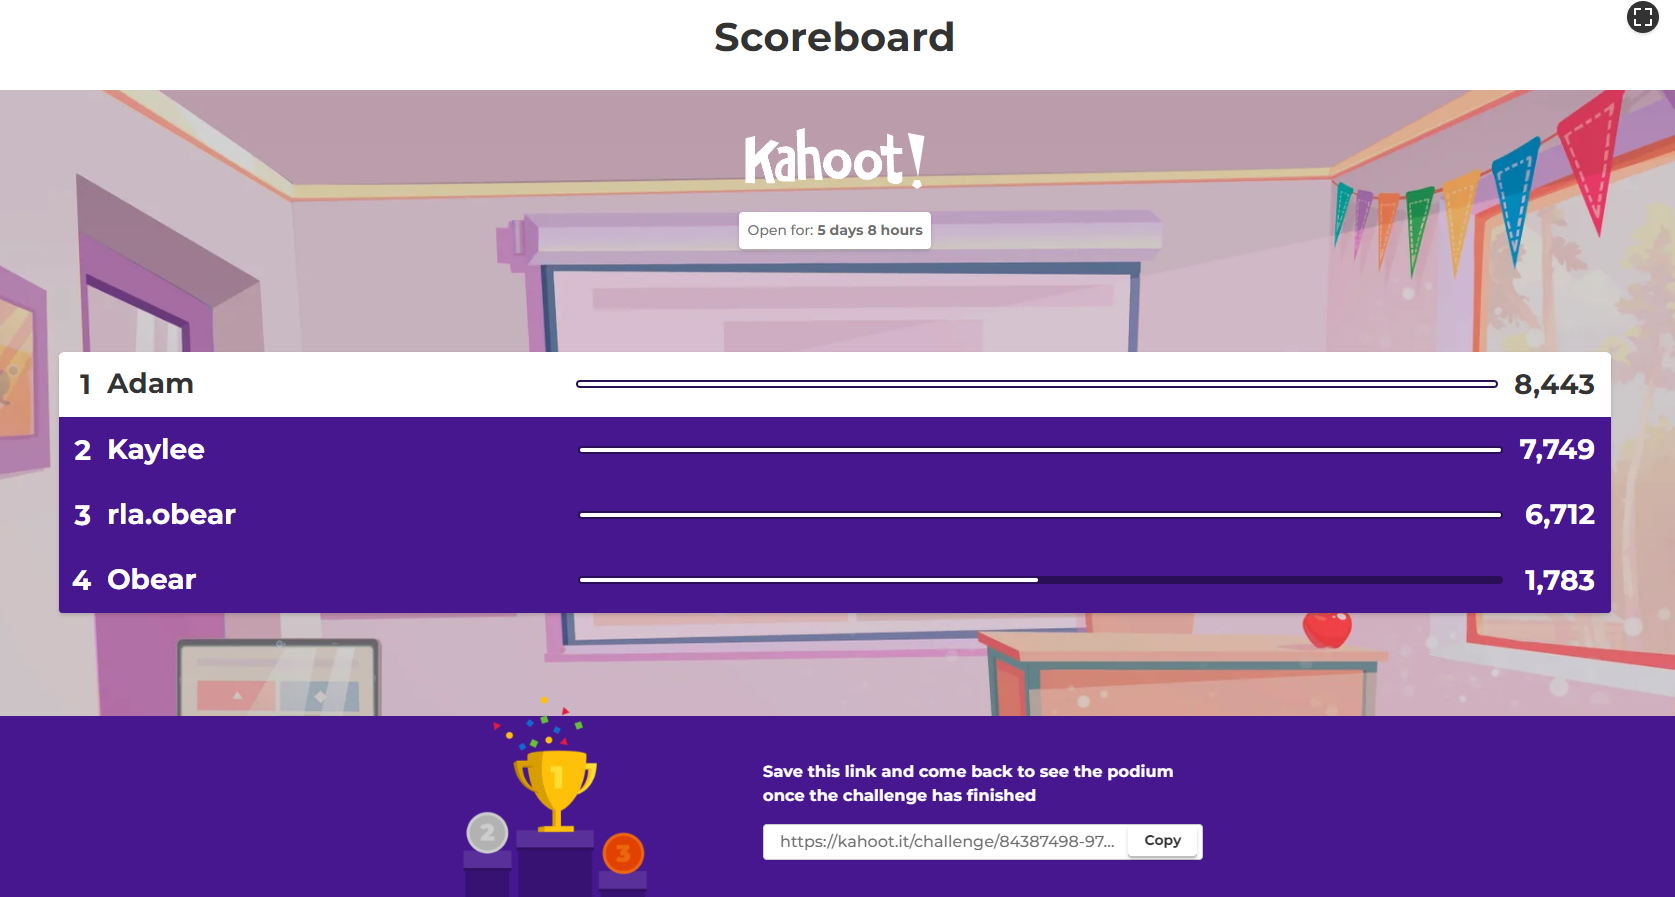 Scoreboard
Kahoot!
Open for: 5 days 8 hours
1 Adam 8,443
2 Kaylee 7,749
3 rla.obear 6,712
4 Obear 1,783
1
2
3
Save this link and come back to see the podium
once the challenge has finished
https://kahoot.it/challenge/84387498-97... Copy